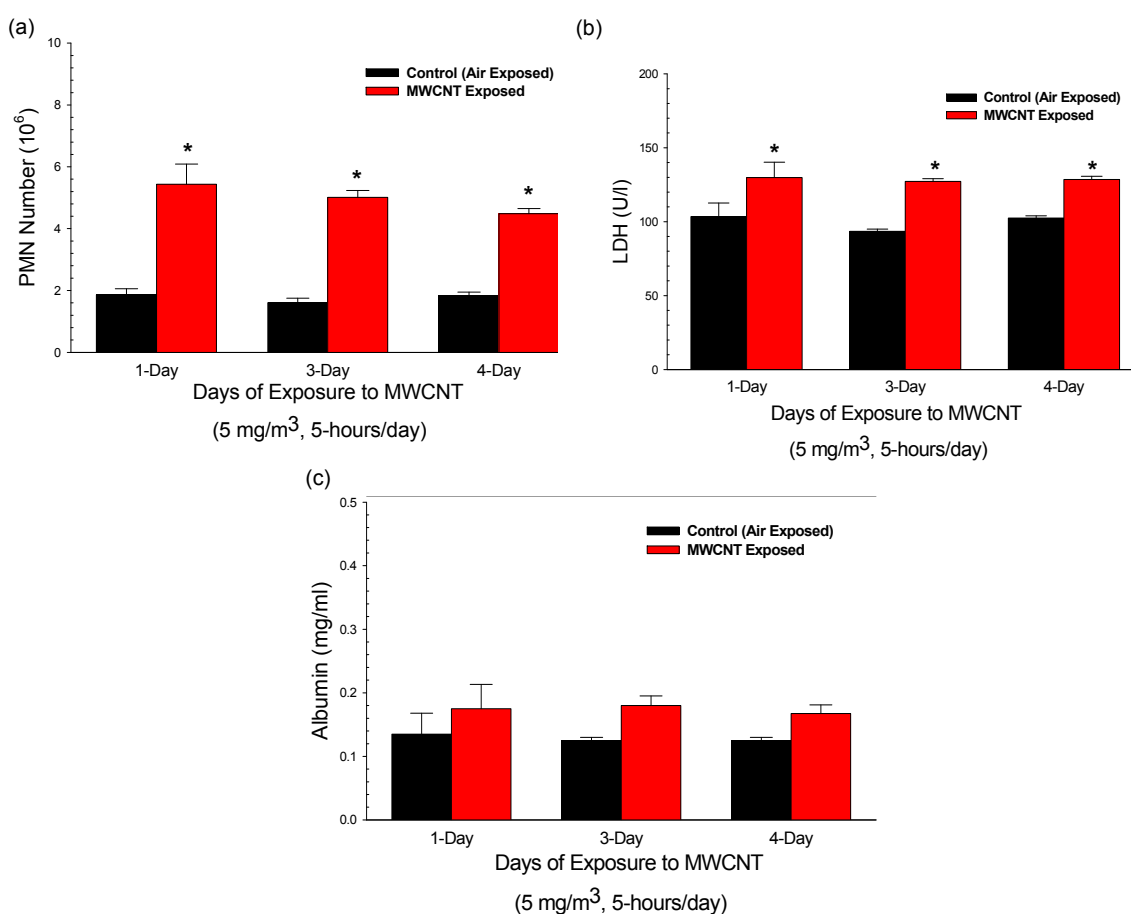 (a)
10
8
6
4
2
0
PMN Number (10⁶)
Control (Air Exposed)
MWCNT Exposed
*
*
*
1-Day
3-Day
4-Day
Days of Exposure to MWCNT
(5 mg/m³, 5-hours/day)
(b)
200
150
100
50
0
LDH (U/l)
Control (Air Exposed)
MWCNT Exposed
*
*
*
1-Day
3-Day
4-Day
Days of Exposure to MWCNT
(5 mg/m³, 5-hours/day)
(c)
0.5
0.4
0.3
0.2
0.1
0.0
Albumin (mg/ml)
Control (Air Exposed)
MWCNT Exposed
1-Day
3-Day
4-Day
Days of Exposure to MWCNT
(5 mg/m³, 5-hours/day)